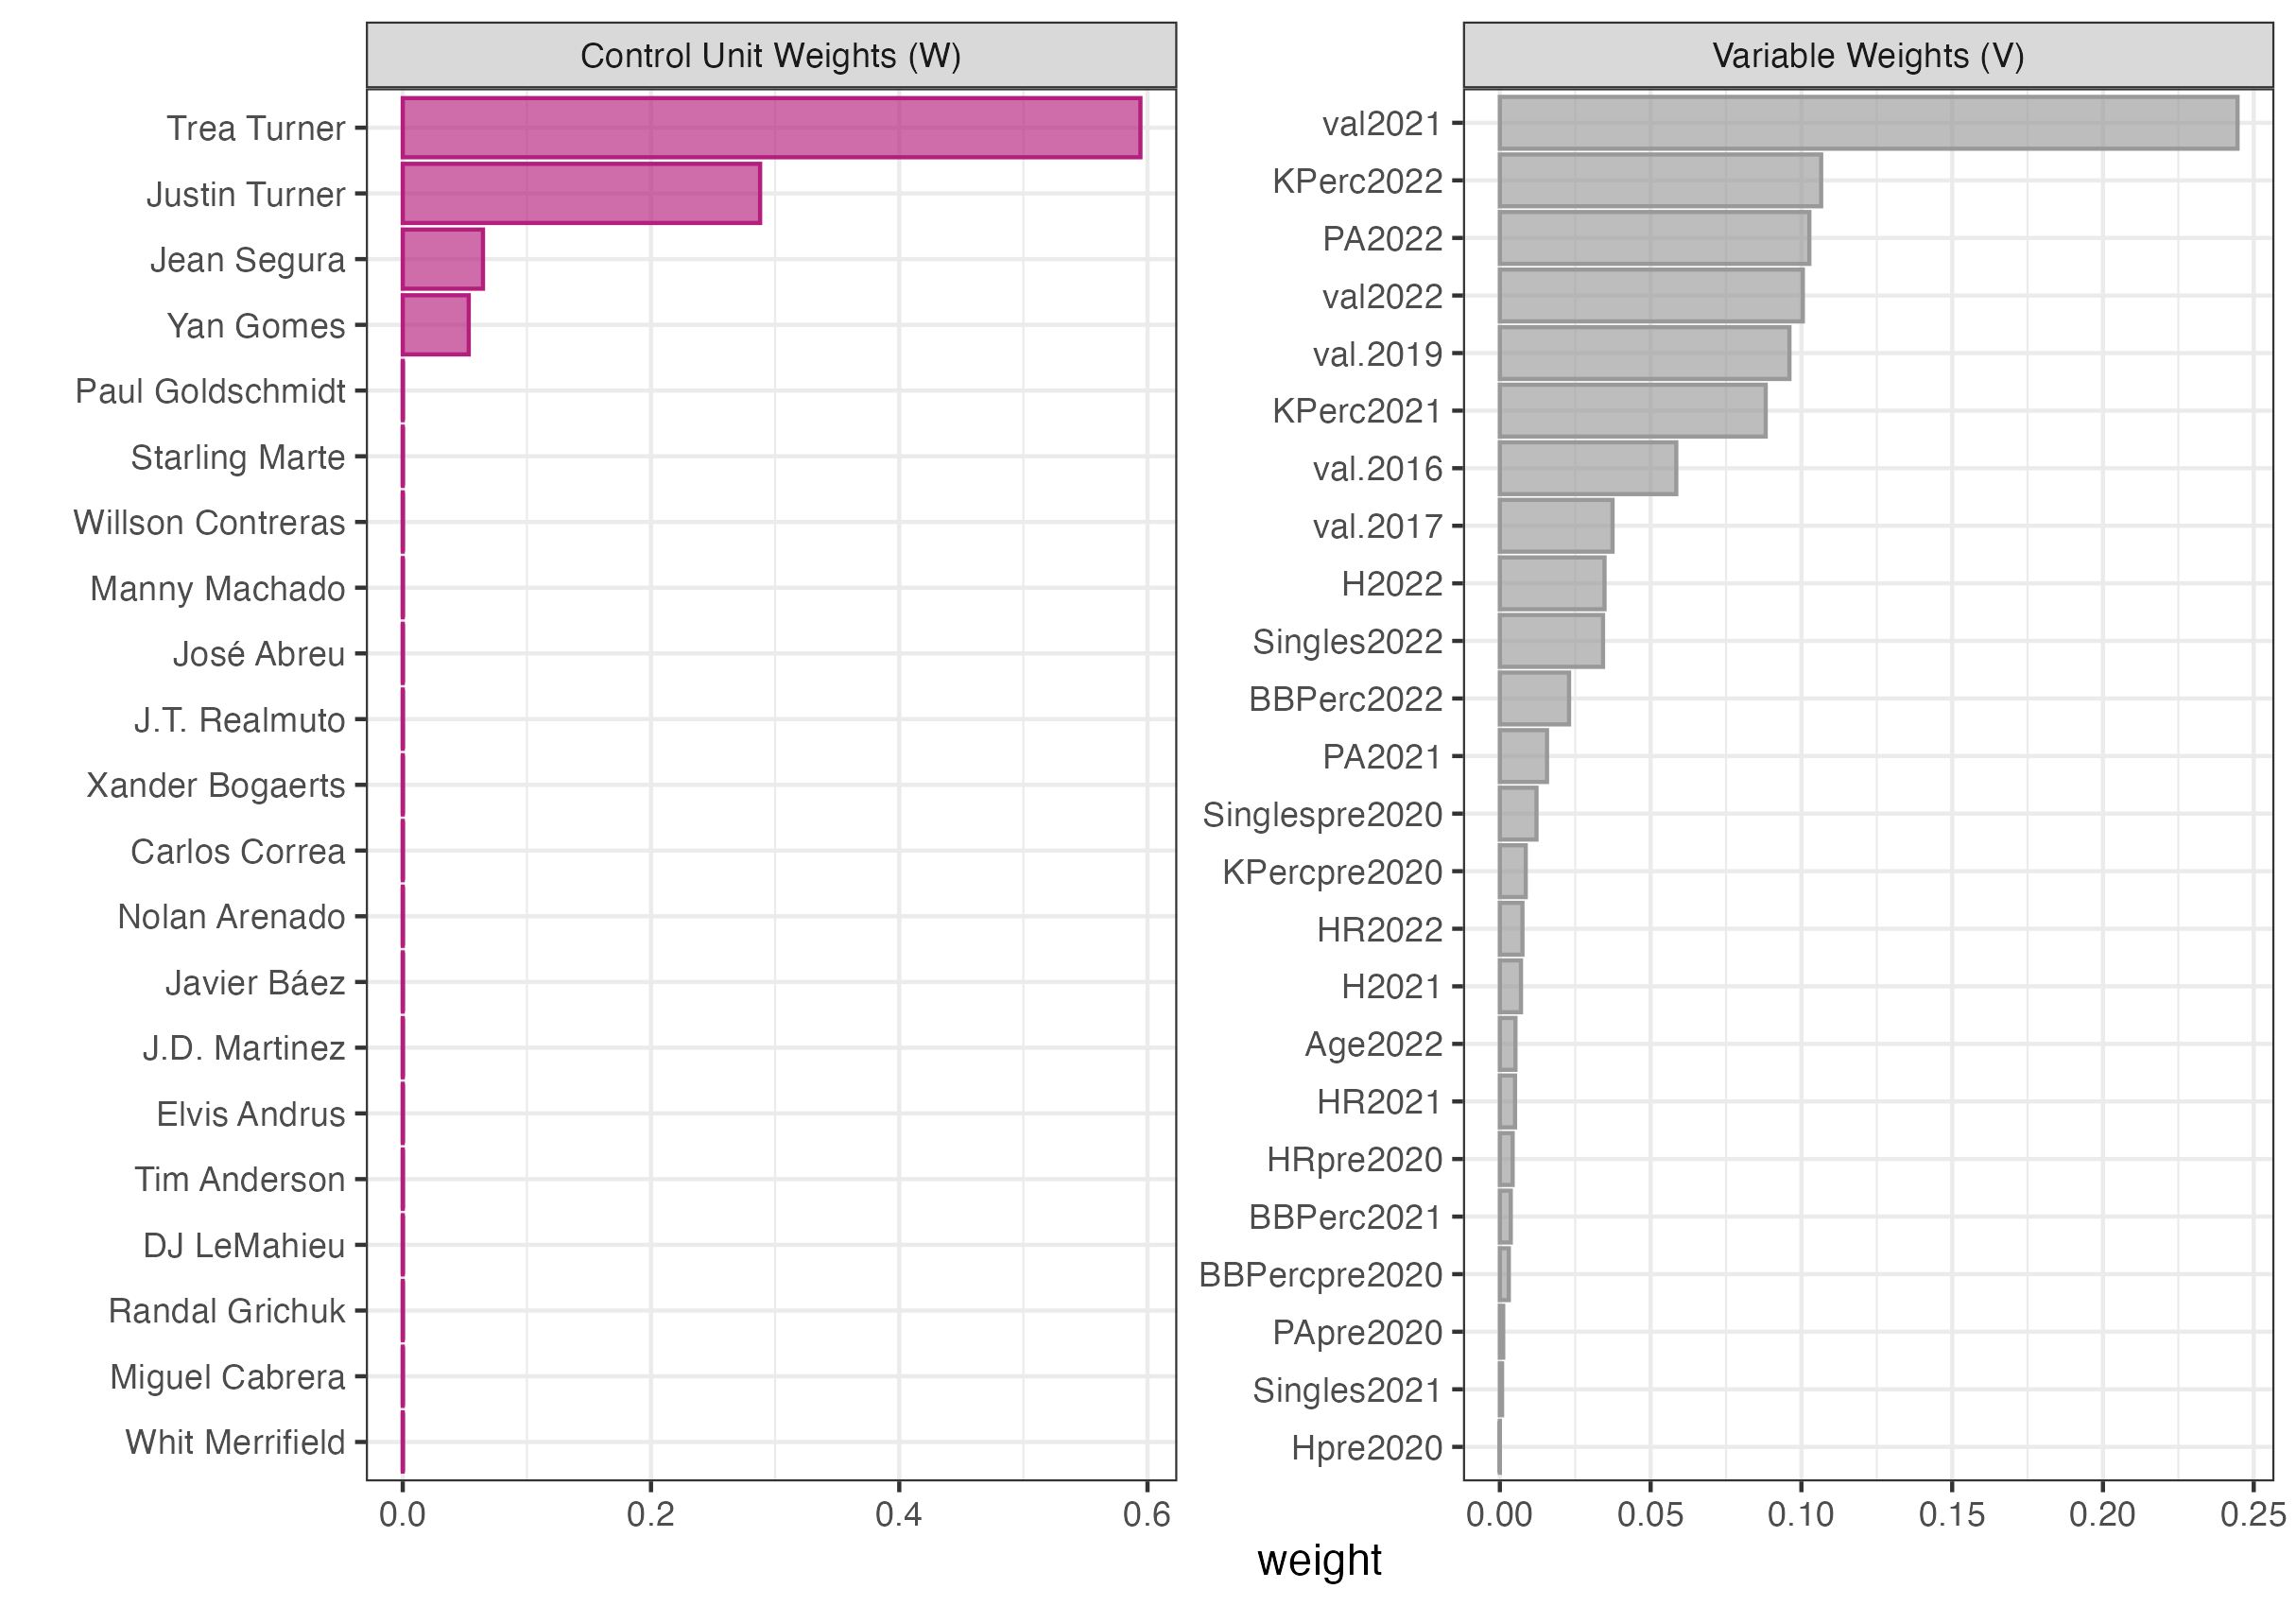 Control Unit Weights (W)
Trea Turner
Justin Turner
Jean Segura
Yan Gomes
Paul Goldschmidt
Starling Marte
Willson Contreras
Manny Machado
José Abreu
J.T. Realmuto
Xander Bogaerts
Carlos Correa
Nolan Arenado
Javier Báez
J.D. Martinez
Elvis Andrus
Tim Anderson
DJ LeMahieu
Randal Grichuk
Miguel Cabrera
Whit Merrifield
0.0 0.2 0.4 0.6
Variable Weights (V)
val2021
KPerc2022
PA2022
val2022
val.2019
KPerc2021
val.2016
val.2017
H2022
Singles2022
BBPerc2022
PA2021
Singlespre2020
KPercpre2020
HR2022
H2021
Age2022
HR2021
HRpre2020
BBPerc2021
BBPercpre2020
PApre2020
Singles2021
Hpre2020
0.00 0.05 0.10 0.15 0.20 0.25
weight